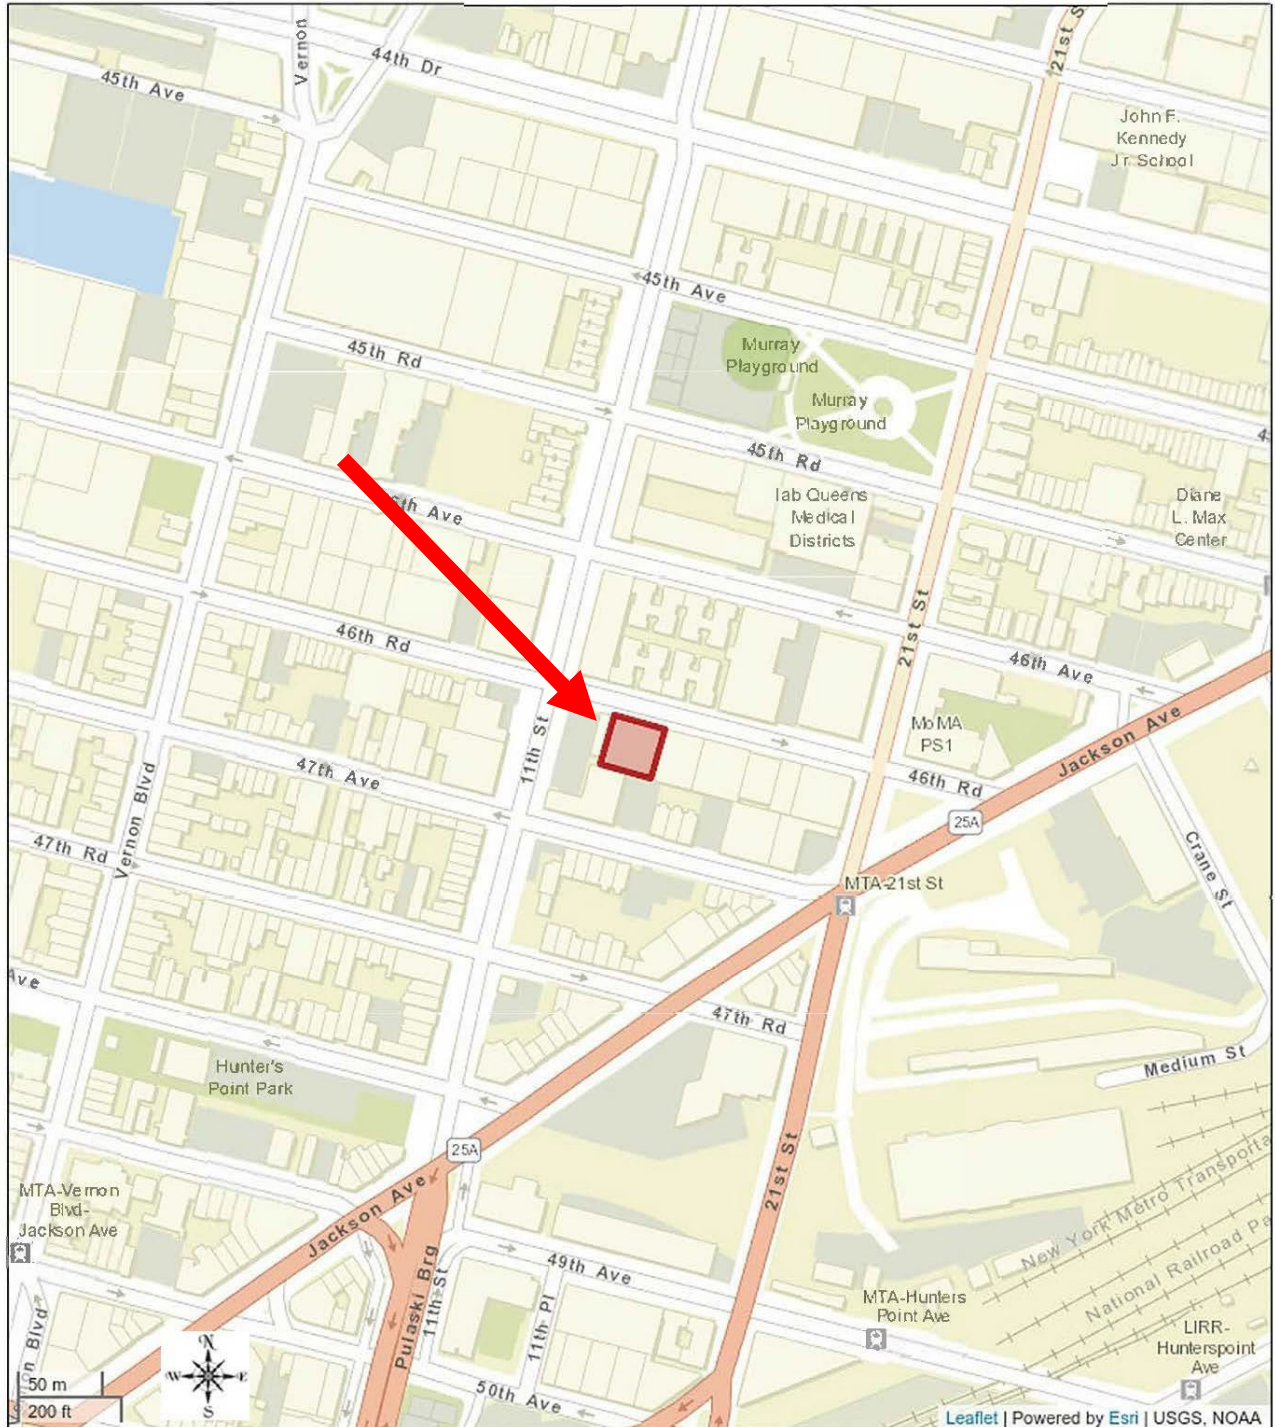 Vernon
21st S
44th Dr
45th Ave
John F.
Kennedy
Jr School
45th Ave
45th Rd
Murray
Playground
Murray
Playground
45th Rd
Iab Queens
Medical
Districts
Diane
L. Max
Center
6th Ave
46th Rd
21st St
46th Ave
MoMA
PS1
Jackson Ave
11th St
46th Rd
47th Ave
Vernon Blvd
25A
47th Rd
Crane St
MTA-21st St
Ave
47th Rd
Hunter's
Point Park
Medium St
25A
21st St
MTA-Vernon
Blvd-
Jackson Ave
Jackson Ave
New York Metro Transporta
National Railroad Pa
Pulaski Brg
11th St
49th Ave
11th Pl
MTA-Hunters
Point Ave
LIRR-
Hunterspoint
Ave
on Blvd
N
W E
S
50 m
200 ft
50th Ave
Leaflet | Powered by Esri | USGS, NOAA